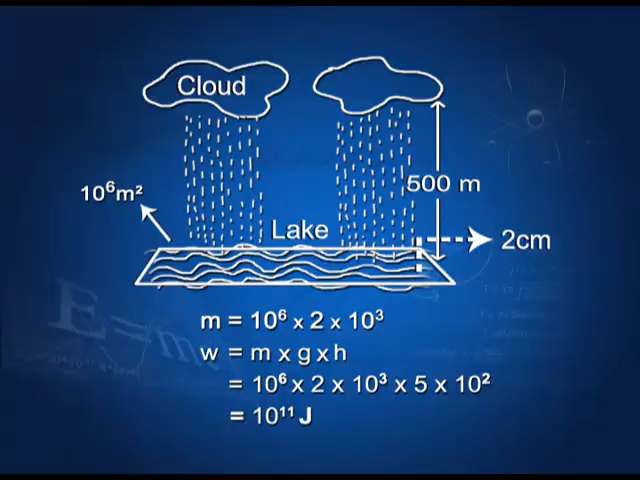 Cloud
500 m
10⁶m²
Lake
2cm
m = 10⁶ x 2 x 10³
w = m x g x h
= 10⁶ x 2 x 10³ x 5 x 10²
= 10¹¹ J
E = m